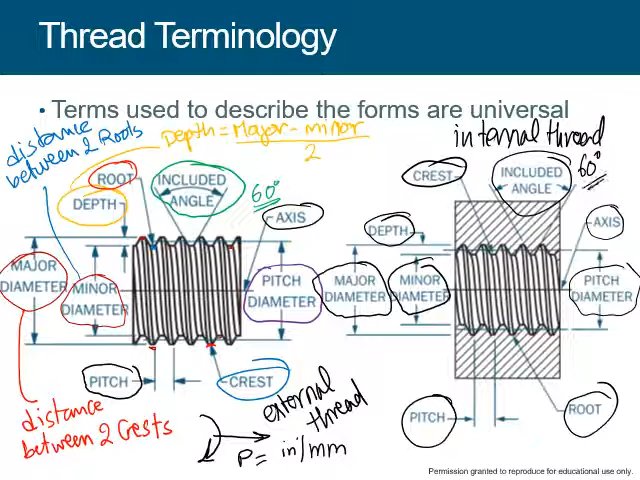 Thread Terminology
• Terms used to describe the forms are universal
distance
between 2 Roots
Depth = Major - minor
2
internal thread
ROOT
INCLUDED
ANGLE
60°
DEPTH
AXIS
MAJOR
DIAMETER
MINOR
DIAMETER
PITCH
DIAMETER
PITCH
CREST
distance
between 2 Crests
external
thread
P = in/mm
CREST
INCLUDED
ANGLE
60°
DEPTH
AXIS
MAJOR
DIAMETER
MINOR
DIAMETER
PITCH
DIAMETER
PITCH
ROOT
Permission granted to reproduce for educational use only.